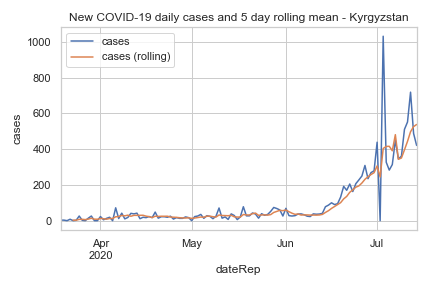 New COVID-19 daily cases and 5 day rolling mean - Kyrgyzstan
cases
cases (rolling)
1000
800
600
400
200
0
cases
Apr
2020
May
Jun
Jul
dateRep